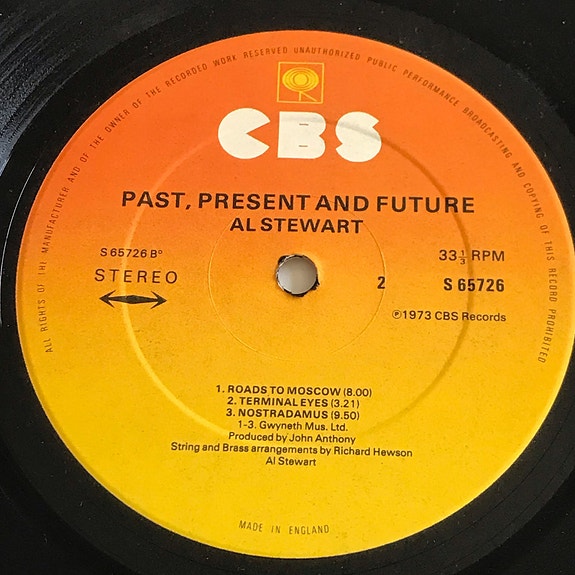 ALL RIGHTS OF THE MANUFACTURER AND OF THE OWNER OF THE RECORDED WORK RESERVED UNAUTHORIZED PUBLIC PERFORMANCE BROADCASTING AND COPYING OF THIS RECORD PROHIBITED
CBS
PAST, PRESENT AND FUTURE
AL STEWART
S 65726 B°
STEREO
33⅓ RPM
2 S 65726
℗1973 CBS Records
1. ROADS TO MOSCOW (8.00)
2. TERMINAL EYES (3.21)
3. NOSTRADAMUS (9.50)
1-3. Gwyneth Mus. Ltd.
Produced by John Anthony
String and Brass arrangements by Richard Hewson
Al Stewart
MADE IN ENGLAND